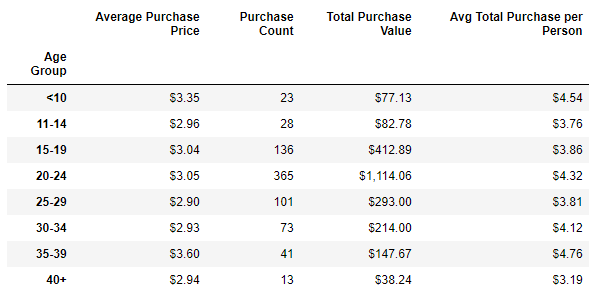 Average Purchase Price Purchase Count Total Purchase Value Avg Total Purchase per Person
Age Group
<10 $3.35 23 $77.13 $4.54
11-14 $2.96 28 $82.78 $3.76
15-19 $3.04 136 $412.89 $3.86
20-24 $3.05 365 $1,114.06 $4.32
25-29 $2.90 101 $293.00 $3.81
30-34 $2.93 73 $214.00 $4.12
35-39 $3.60 41 $147.67 $4.76
40+ $2.94 13 $38.24 $3.19